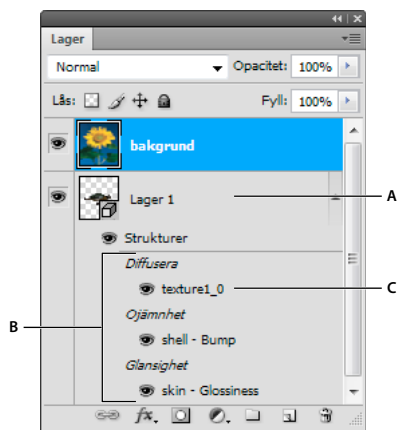 Lager
Normal Opacitet: 100%
Lås: Fyll: 100%
bakgrund
Lager 1
A
Strukturer
Diffusera
texture1_0
C
Ojämnhet
B
shell - Bump
Glansighet
skin - Glossiness
fx.